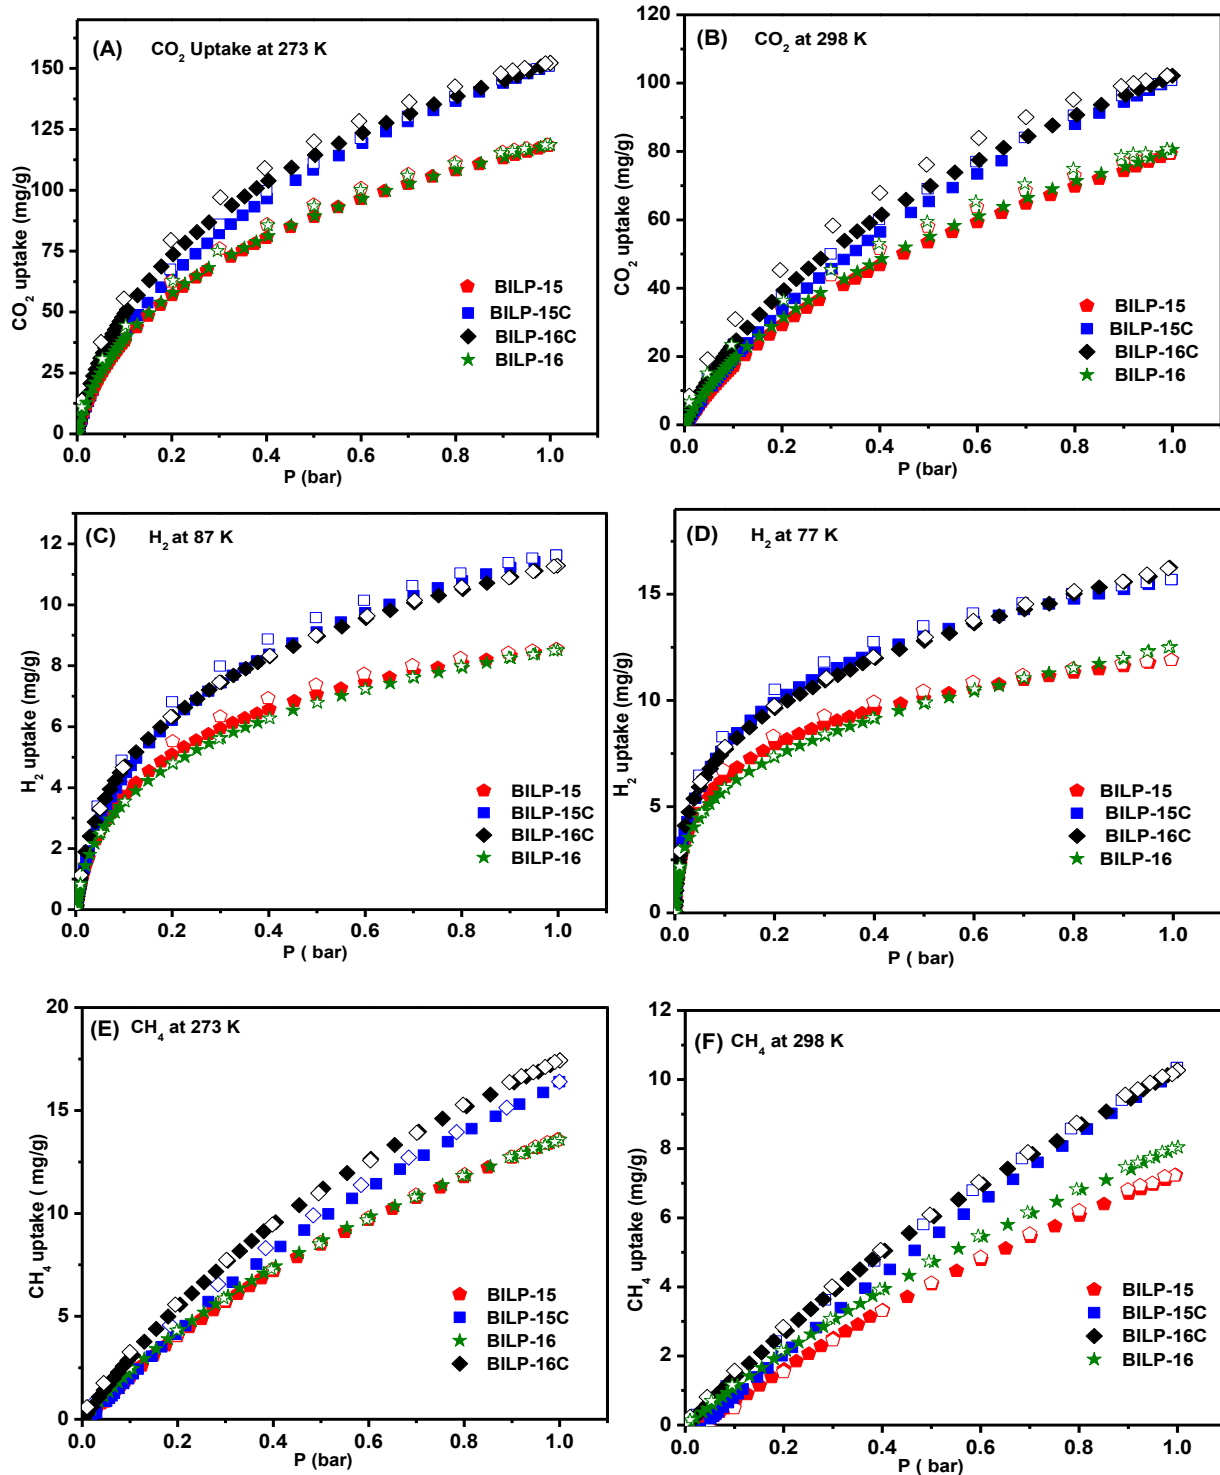 (A) CO2 Uptake at 273 K
CO2 uptake (mg/g)
150
125
100
75
50
25
0
0.0 0.2 0.4 0.6 0.8 1.0
P (bar)
BILP-15
BILP-15C
BILP-16C
BILP-16
(B) CO2 at 298 K
CO2 uptake (mg/g)
120
100
80
60
40
20
0
0.0 0.2 0.4 0.6 0.8 1.0
P (bar)
BILP-15
BILP-15C
BILP-16C
BILP-16
(C) H2 at 87 K
H2 uptake (mg/g)
12
10
8
6
4
2
0
0.0 0.2 0.4 0.6 0.8 1.0
P ( bar)
BILP-15
BILP-15C
BILP-16C
BILP-16
(D) H2 at 77 K
H2 uptake (mg/g)
15
10
5
0
0.0 0.2 0.4 0.6 0.8 1.0
P ( bar)
BILP-15
BILP-15C
BILP-16C
BILP-16
(E) CH4 at 273 K
CH4 uptake ( mg/g)
20
15
10
5
0
0.0 0.2 0.4 0.6 0.8 1.0
P (bar)
BILP-15
BILP-15C
BILP-16
BILP-16C
(F) CH4 at 298 K
CH4 uptake (mg/g)
12
10
8
6
4
2
0
0.0 0.2 0.4 0.6 0.8 1.0
P (bar)
BILP-15
BILP-15C
BILP-16C
BILP-16